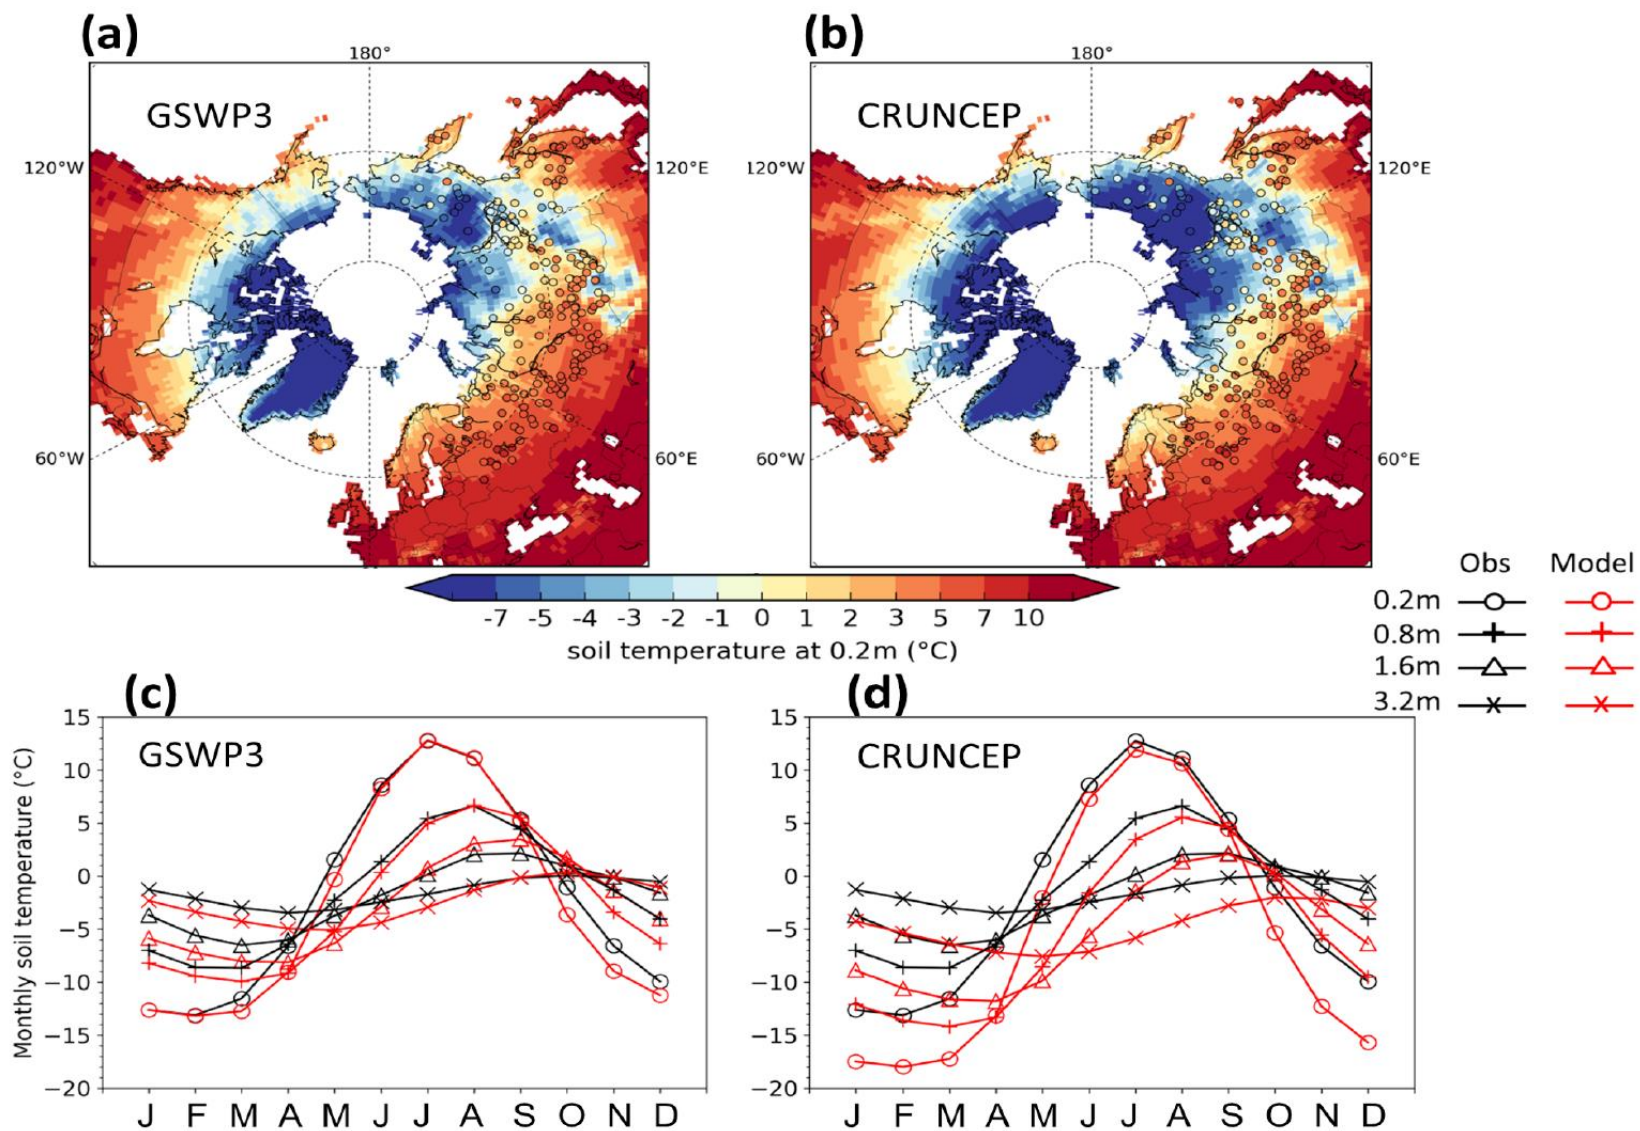 (a)
(b)
180°
180°
GSWP3
CRUNCEP
120°W
120°E
120°W
120°E
60°W
60°E
60°W
60°E
Obs
Model
-7 -5 -4 -3 -2 -1 0 1 2 3 5 7 10
soil temperature at 0.2m (°C)
0.2m
0.8m
1.6m
3.2m
(c)
(d)
GSWP3
CRUNCEP
Monthly soil temperature (°C)
15
10
5
0
−5
−10
−15
−20
J F M A M J J A S O N D
15
10
5
0
−5
−10
−15
−20
J F M A M J J A S O N D